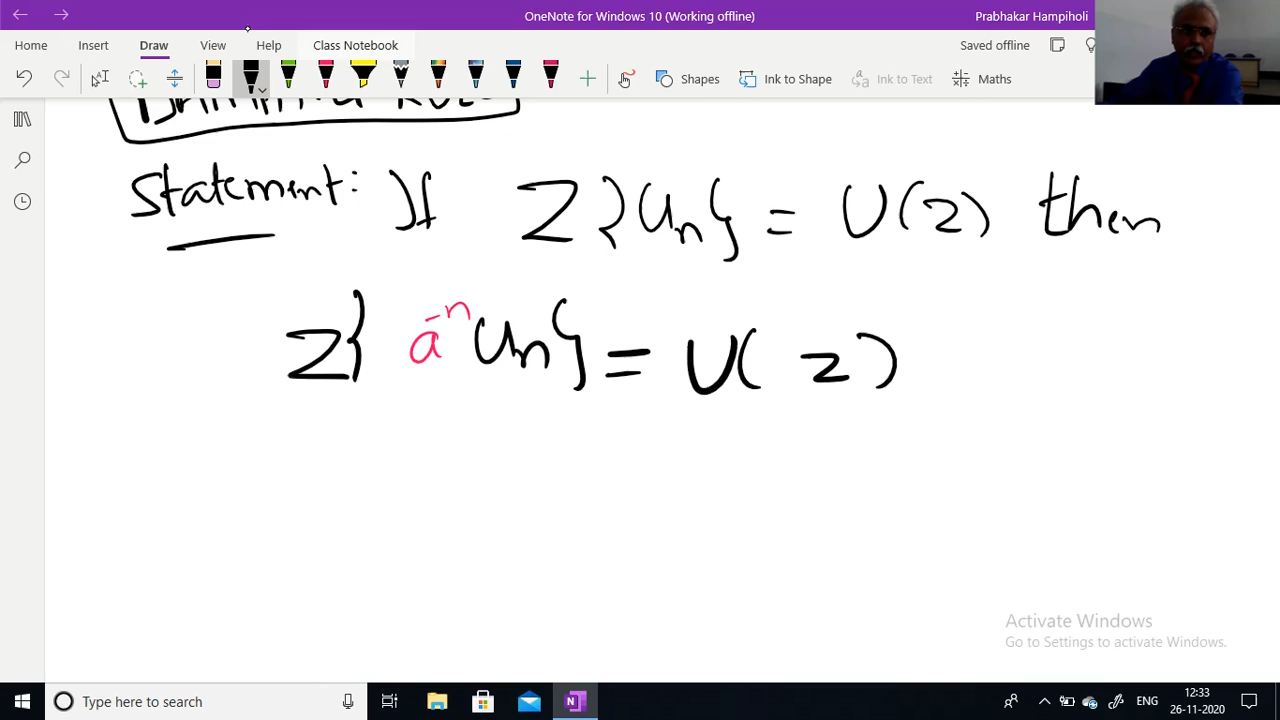 OneNote for Windows 10 (Working offline)
Prabhakar Hampiholi
Home Insert Draw View Help Class Notebook
Saved offline
Shapes Ink to Shape Ink to Text Maths
Statement: If Z{Un} = U(z) then
Z{ a⁻ⁿ Un} = U( z)
Activate Windows
Go to Settings to activate Windows.
Type here to search
ENG
12:33
26-11-2020